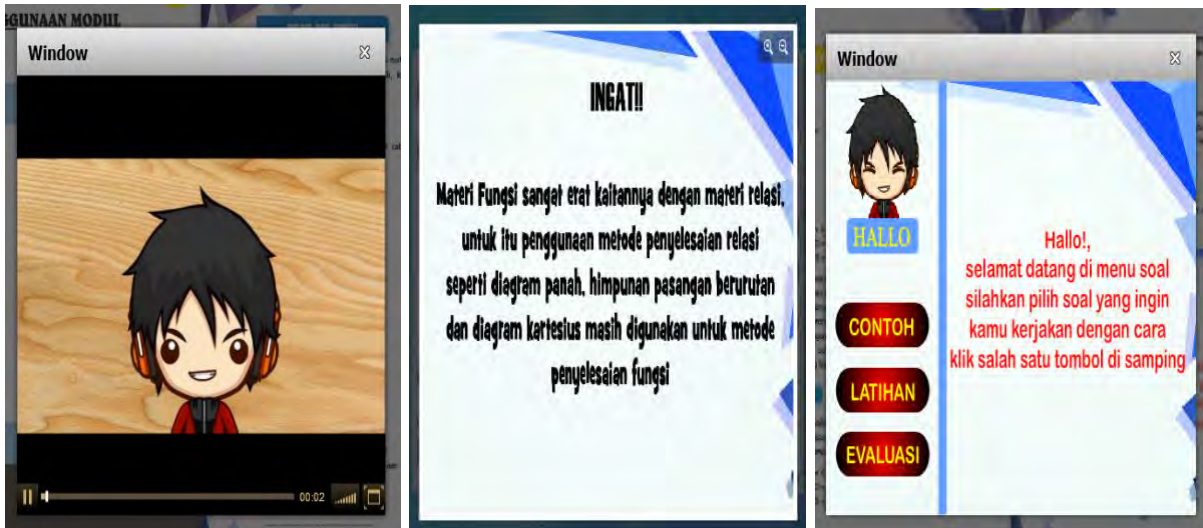 GGUNAAN MODUL
Window
00:02
INGAT!!
Materi Fungsi sangat erat kaitannya dengan materi relasi,
untuk itu penggunaan metode penyelesaian relasi
seperti diagram panah, himpunan pasangan berurutan
dan diagram kartesius masih digunakan untuk metode
penyelesaian fungsi
Window
HALLO
CONTOH
LATIHAN
EVALUASI
Hallo!,
selamat datang di menu soal
silahkan pilih soal yang ingin
kamu kerjakan dengan cara
klik salah satu tombol di samping